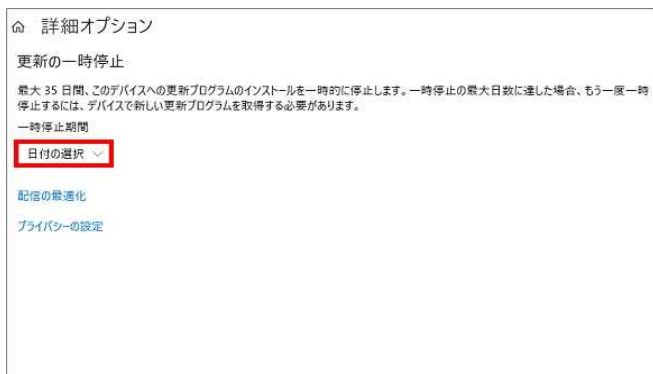 詳細オプション
更新の一時停止
最大 35 日間、このデバイスへの更新プログラムのインストールを一時的に停止します。一時停止の最大日数に達した場合、もう一度一時
停止するには、デバイスで新しい更新プログラムを取得する必要があります。
一時停止期間
日付の選択
配信の最適化
プライバシーの設定